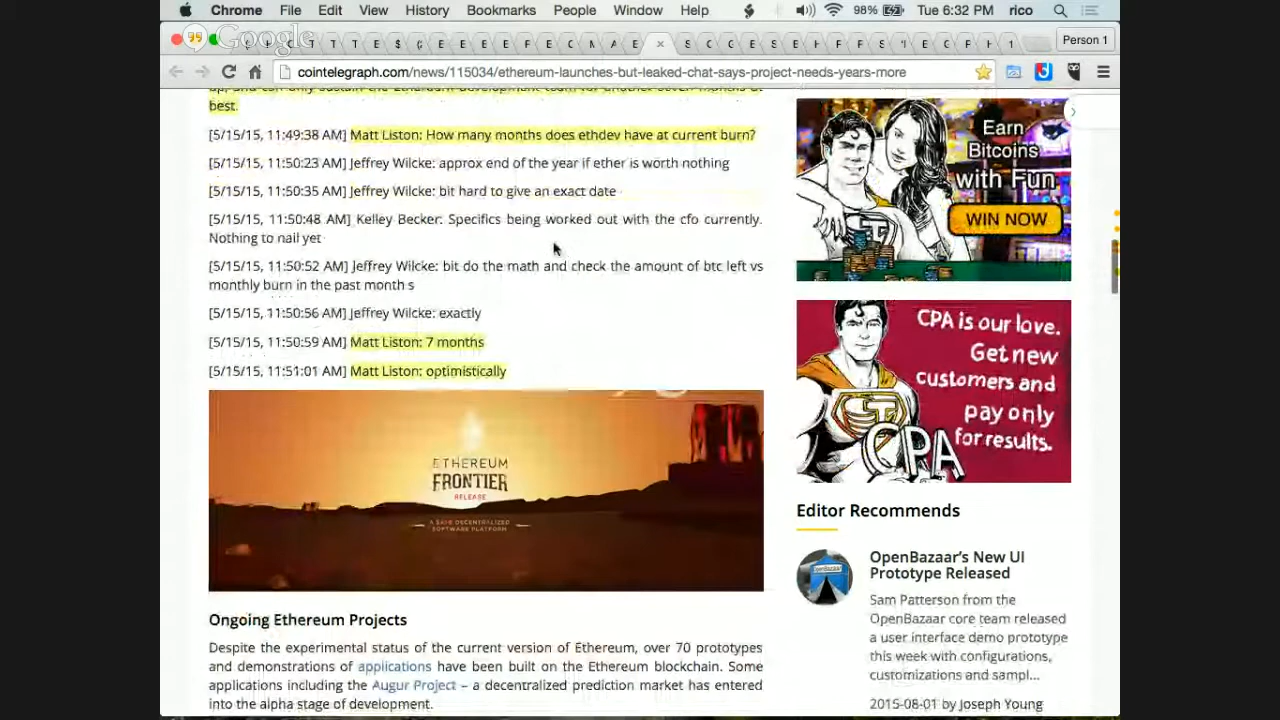 Chrome File Edit View History Bookmarks People Window Help 98% Tue 6:32 PM rico
Google
T T E $ E E E F E C M A E × S C C E S E H F F S E C F H 1 Person 1
cointelegraph.com/news/115034/ethereum-launches-but-leaked-chat-says-project-needs-years-more
best.
[5/15/15, 11:49:38 AM] Matt Liston: How many months does ethdev have at current burn?
[5/15/15, 11:50:23 AM] Jeffrey Wilcke: approx end of the year if ether is worth nothing
[5/15/15, 11:50:35 AM] Jeffrey Wilcke: bit hard to give an exact date
[5/15/15, 11:50:48 AM] Kelley Becker: Specifics being worked out with the cfo currently.
Nothing to nail yet
[5/15/15, 11:50:52 AM] Jeffrey Wilcke: bit do the math and check the amount of btc left vs
monthly burn in the past month s
[5/15/15, 11:50:56 AM] Jeffrey Wilcke: exactly
[5/15/15, 11:50:59 AM] Matt Liston: 7 months
[5/15/15, 11:51:01 AM] Matt Liston: optimistically
ETHEREUM
FRONTIER
RELEASE
A SAFE DECENTRALIZED
SOFTWARE PLATFORM
Ongoing Ethereum Projects
Despite the experimental status of the current version of Ethereum, over 70 prototypes
and demonstrations of applications have been built on the Ethereum blockchain. Some
applications including the Augur Project – a decentralized prediction market has entered
into the alpha stage of development.
Earn
Bitcoins
with Fun
WIN NOW
CPA is our love.
Get new
customers and
pay only
for results.
CPA
Editor Recommends
OpenBazaar's New UI
Prototype Released
Sam Patterson from the
OpenBazaar core team released
a user interface demo prototype
this week with configurations,
customizations and sampl...
2015-08-01 by Joseph Young